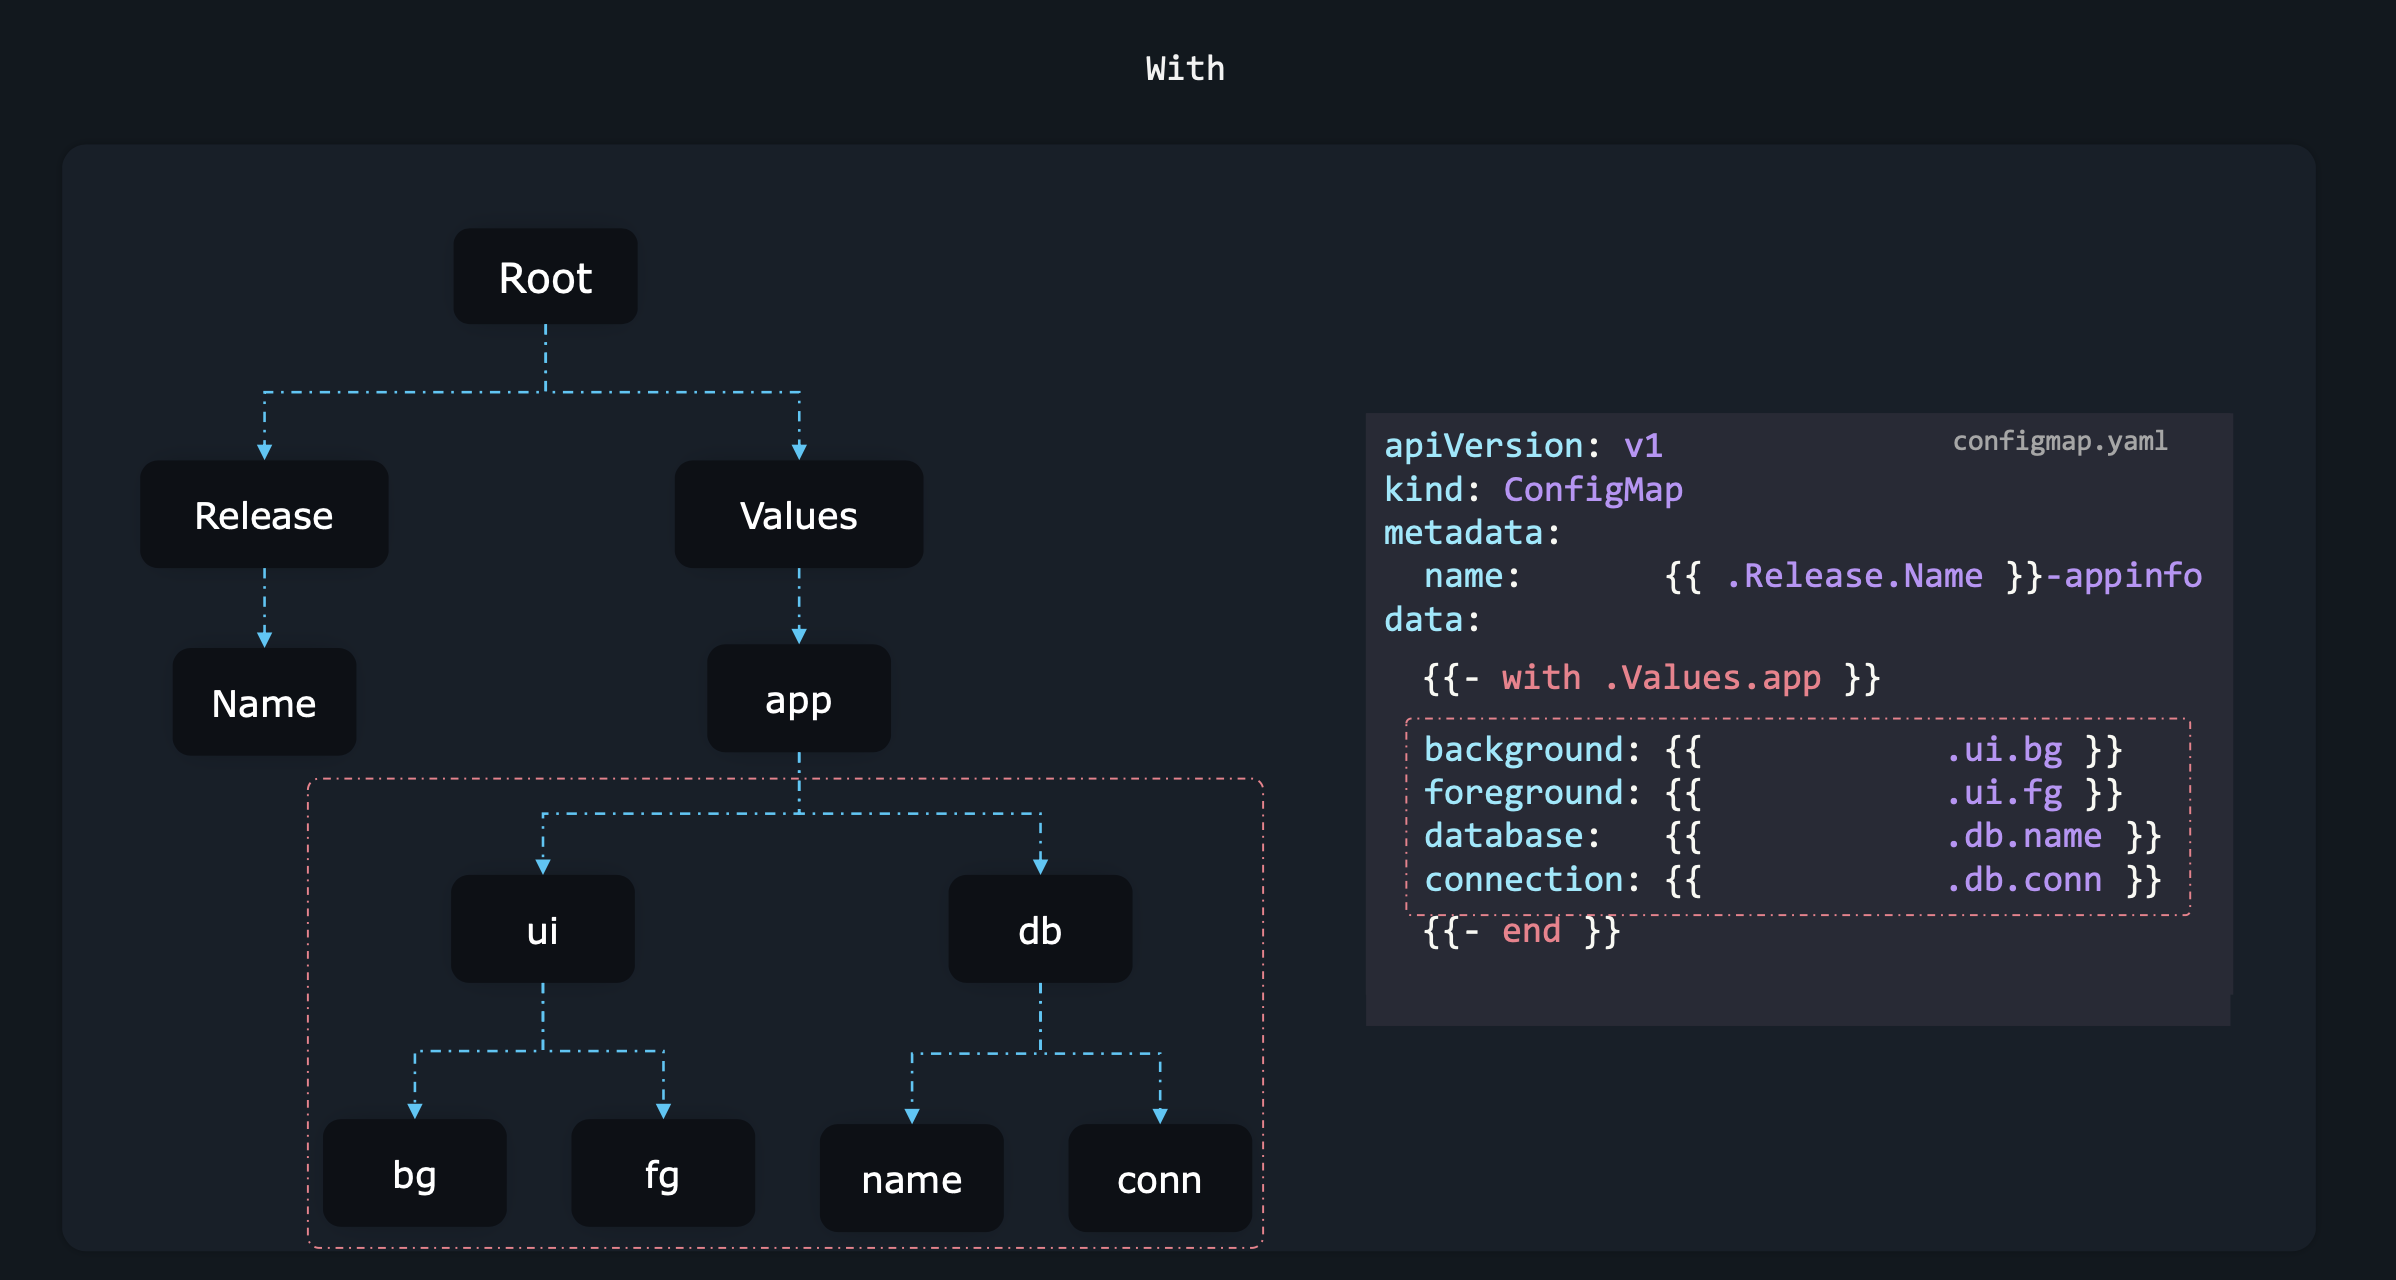 With
Root
Release
Values
Name
app
ui
db
bg
fg
name
conn
configmap.yaml
apiVersion: v1
kind: ConfigMap
metadata:
  name:       {{ .Release.Name }}-appinfo
data:
  {{- with .Values.app }}
  background: {{            .ui.bg }}
  foreground: {{            .ui.fg }}
  database:   {{            .db.name }}
  connection: {{            .db.conn }}
  {{- end }}